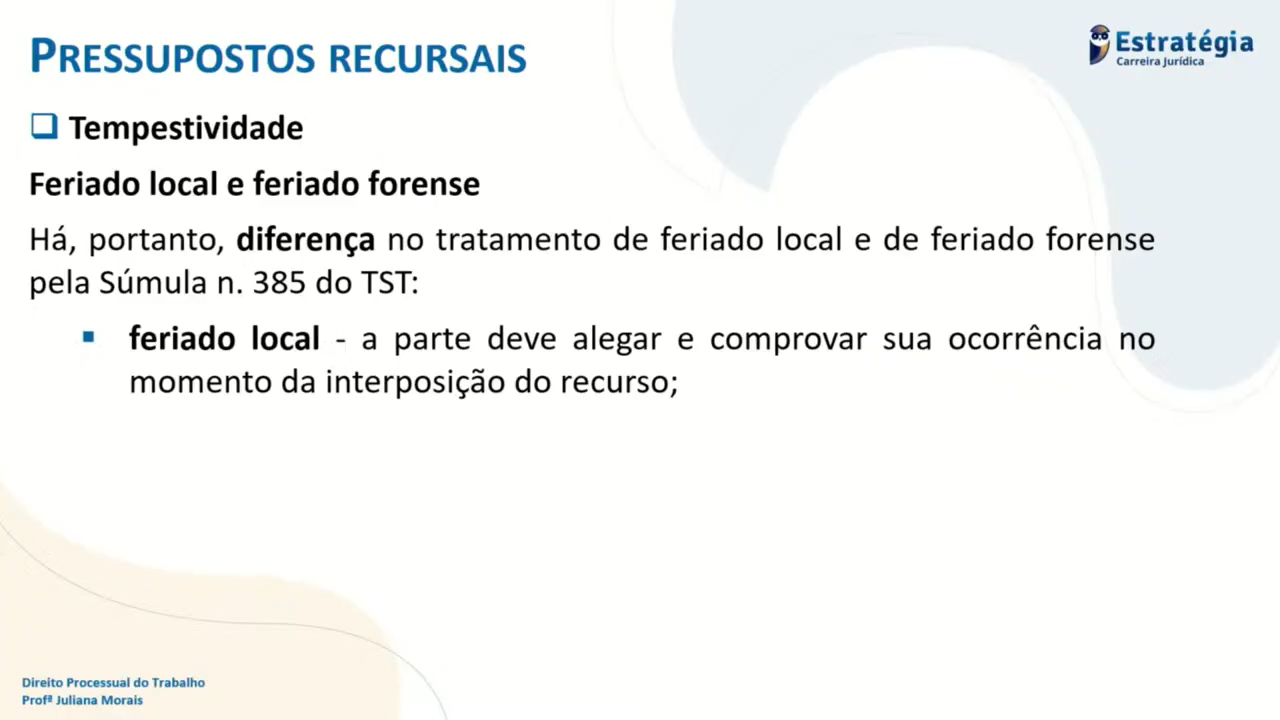 PRESSUPOSTOS RECURSAIS
Estratégia
Carreira Jurídica
Tempestividade
Feriado local e feriado forense
Há, portanto, diferença no tratamento de feriado local e de feriado forense
pela Súmula n. 385 do TST:
feriado local - a parte deve alegar e comprovar sua ocorrência no
momento da interposição do recurso;
Direito Processual do Trabalho
Profª Juliana Morais